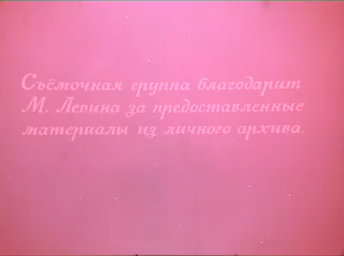 Съёмочная группа благодарит
М. Левина за предоставленные
материалы из личного архива.